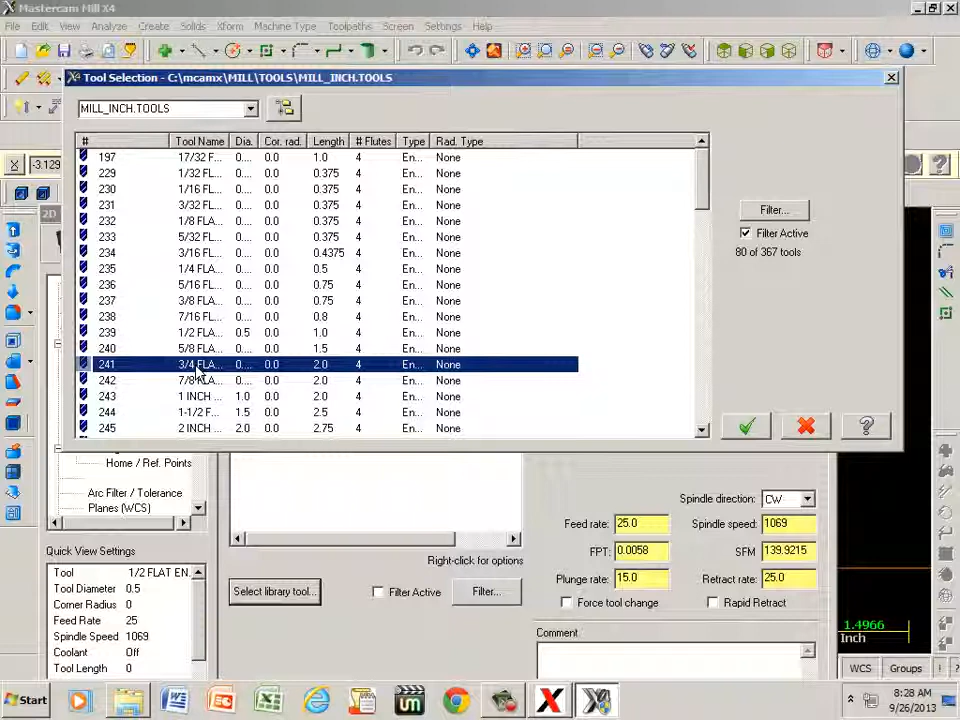 Mastercam Mill X4
File Edit View Analyze Create Solids Xform Machine Type Toolpaths Screen Settings Help
Tool Selection - C:\mcamx\MILL\TOOLS\MILL_INCH.TOOLS
MILL_INCH.TOOLS
# Tool Name Dia. Cor. rad. Length # Flutes Type Rad. Type
197 17/32 F... 0.... 0.0 1.0 4 En... None
229 1/32 FL... 0.... 0.0 0.375 4 En... None
230 1/16 FL... 0.... 0.0 0.375 4 En... None
231 3/32 FL... 0.... 0.0 0.375 4 En... None
232 1/8 FLA... 0.... 0.0 0.375 4 En... None
233 5/32 FL... 0.... 0.0 0.375 4 En... None
234 3/16 FL... 0.... 0.0 0.4375 4 En... None
235 1/4 FLA... 0.... 0.0 0.5 4 En... None
236 5/16 FL... 0.... 0.0 0.75 4 En... None
237 3/8 FLA... 0.... 0.0 0.75 4 En... None
238 7/16 FL... 0.... 0.0 0.8 4 En... None
239 1/2 FLA... 0.5 0.0 1.0 4 En... None
240 5/8 FLA... 0.... 0.0 1.5 4 En... None
241 3/4 FLA... 0.... 0.0 2.0 4 En... None
242 7/8 FLA... 0.... 0.0 2.0 4 En... None
243 1 INCH ... 1.0 0.0 2.0 4 En... None
244 1-1/2 F... 1.5 0.0 2.5 4 En... None
245 2 INCH ... 2.0 0.0 2.75 4 En... None
Filter...
Filter Active
80 of 367 tools
-3.129
2D
Home / Ref. Points
Arc Filter / Tolerance
Planes (WCS)
Quick View Settings
Tool 1/2 FLAT EN...
Tool Diameter 0.5
Corner Radius 0
Feed Rate 25
Spindle Speed 1069
Coolant Off
Tool Length 0
Right-click for options
Select library tool...
Filter Active
Filter...
Spindle direction: CW
Feed rate: 25.0 Spindle speed: 1069
FPT: 0.0058 SFM 139.9215
Plunge rate: 15.0 Retract rate: 25.0
Force tool change Rapid Retract
Comment
1.4966
Inch
WCS Groups ! ?
Start
8:28 AM
9/26/2013